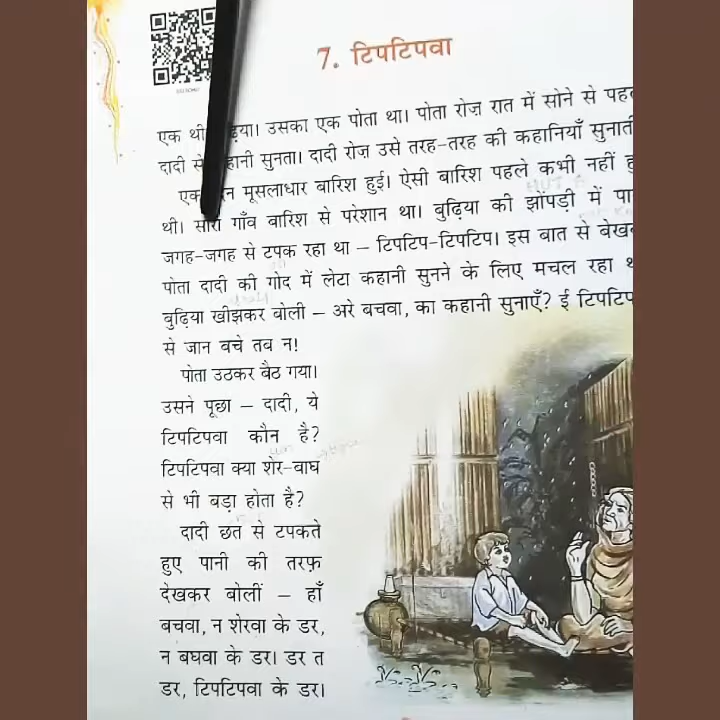 7. टिपटिपवा
एक थी ढ़िया। उसका एक पोता था। पोता रोज़ रात में सोने से पहल
दादी से हानी सुनता। दादी रोज़ उसे तरह-तरह की कहानियाँ सुनाती
एक न मूसलाधार बारिश हुई। ऐसी बारिश पहले कभी नहीं हु
थी। सारा गाँव बारिश से परेशान था। बुढ़िया की झोंपड़ी में पा
जगह-जगह से टपक रहा था – टिपटिप-टिपटिप। इस बात से बेखब
पोता दादी की गोद में लेटा कहानी सुनने के लिए मचल रहा थ
बुढ़िया खीझकर बोली – अरे बचवा, का कहानी सुनाएँ? ई टिपटिप
से जान बचे तब न!
पोता उठकर बैठ गया।
उसने पूछा – दादी, ये
टिपटिपवा कौन है?
टिपटिपवा क्या शेर-बाघ
से भी बड़ा होता है?
दादी छत से टपकते
हुए पानी की तरफ़
देखकर बोलीं – हाँ
बचवा, न शेरवा के डर,
न बघवा के डर। डर त
डर, टिपटिपवा के डर।